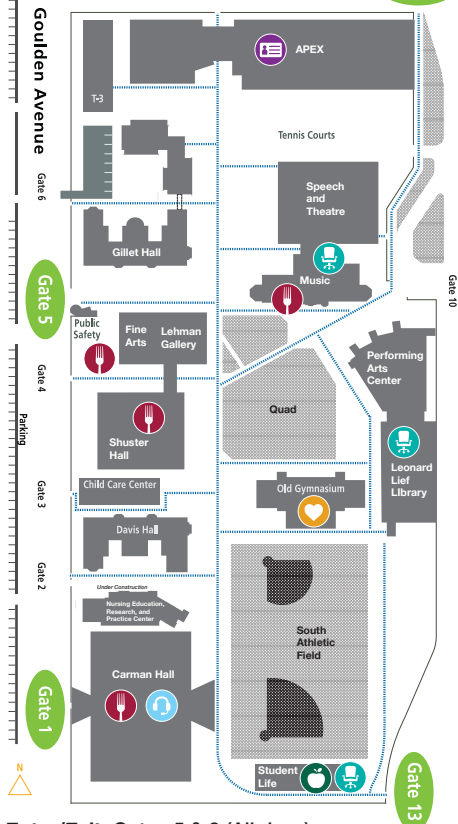 Goulden Avenue
APEX
T-3
Tennis Courts
Gate 6
Speech
and
Theatre
Gillet Hall
Music
Gate 5
Gate 10
Public
Safety
Fine
Arts
Lehman
Gallery
Performing
Arts
Center
Gate 4
Quad
Parking
Shuster
Hall
Leonard
Lief
LIbrary
Gate 3
Child Care Center
Old Gymnasium
Davis Hall
Gate 2
Under Construction
Nursing Education,
Research, and
Practice Center
South
Athletic
Field
Carman Hall
Gate 1
Student
Life
Gate 13
N